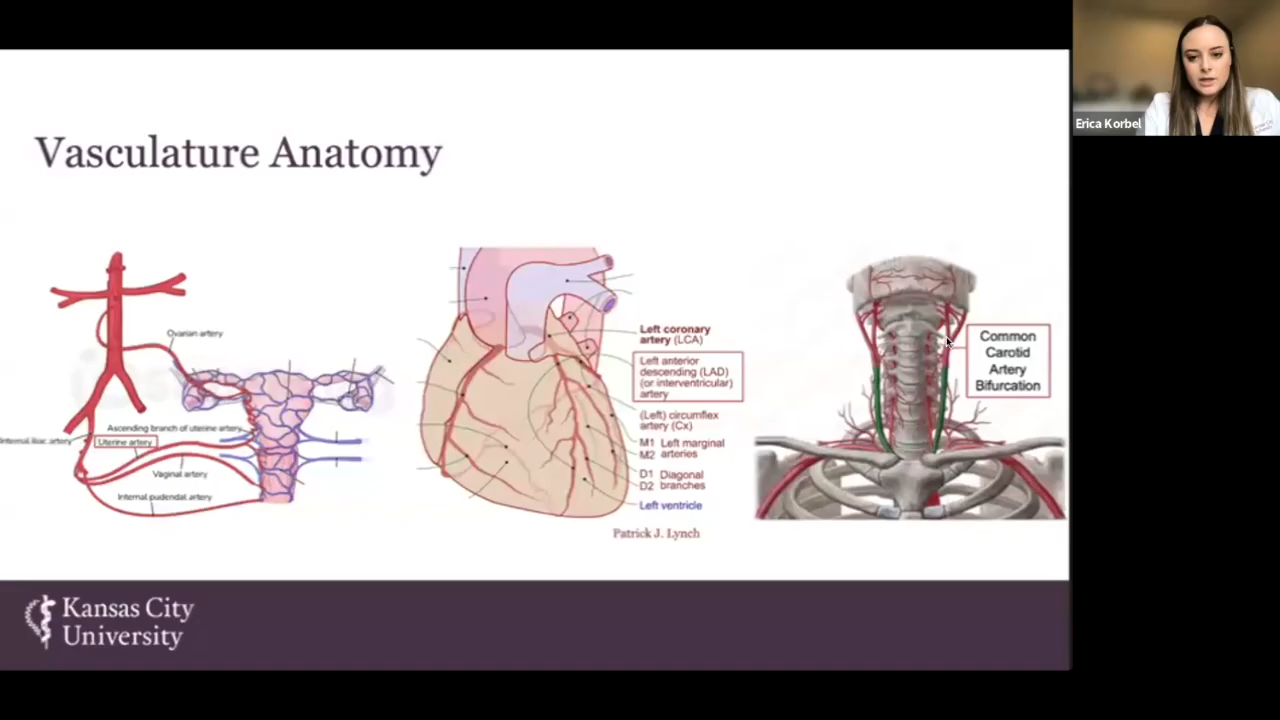 Erica Korbel
Vasculature Anatomy
Ovarian artery
Ascending branch of uterine artery
Internal iliac artery
Uterine artery
Vaginal artery
Internal pudendal artery
Left coronary
artery (LCA)
Left anterior
descending (LAD)
(or interventricular)
artery
(Left) circumflex
artery (Cx)
M1 Left marginal
M2 arteries
D1 Diagonal
D2 branches
Left ventricle
Patrick J. Lynch
Common
Carotid
Artery
Bifurcation
Kansas City
University